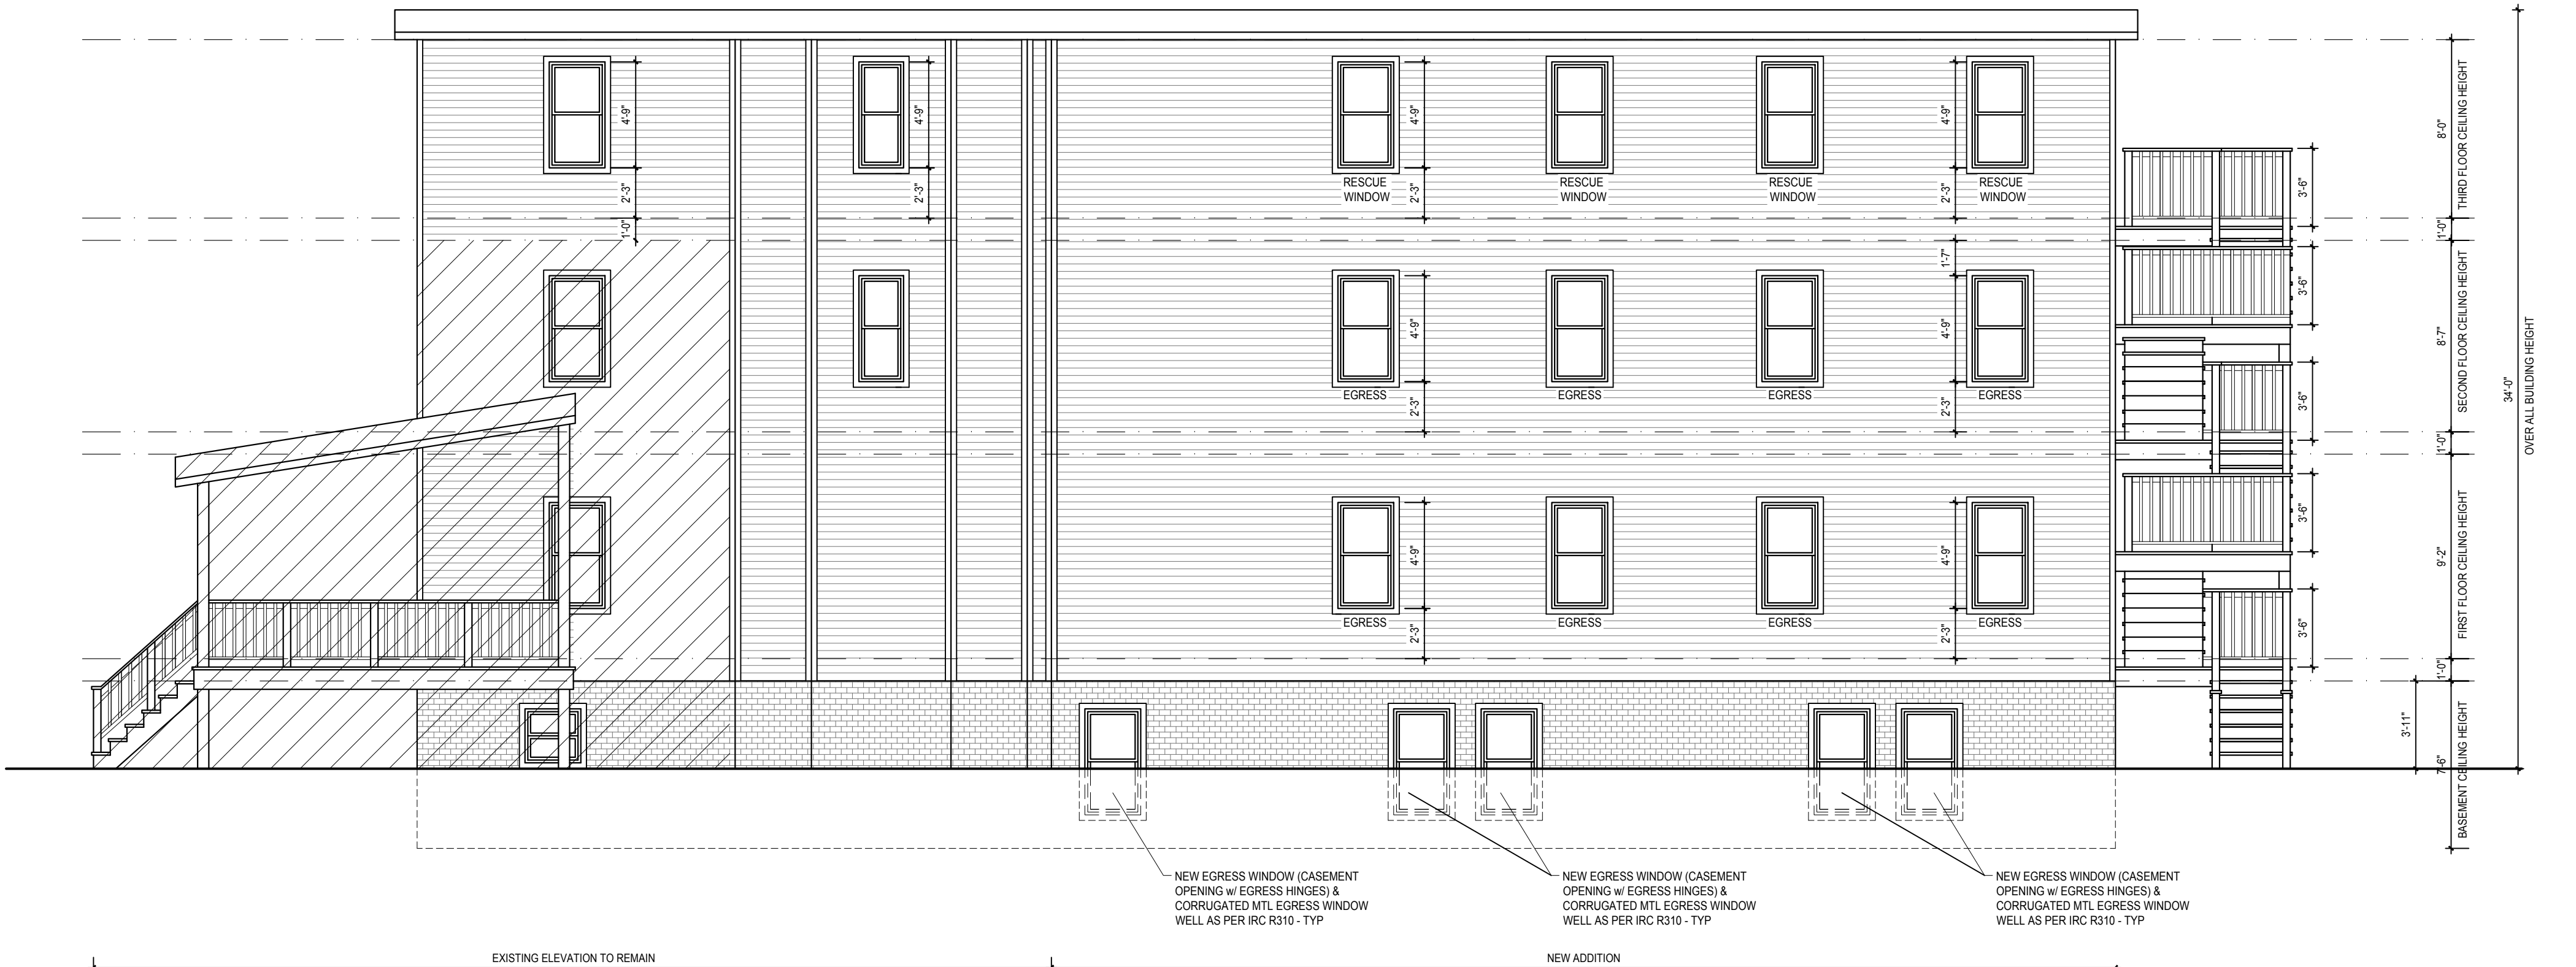 4'-9"
4'-9"
4'-9"
4'-9"
8'-0"
THIRD FLOOR CEILING HEIGHT
RESCUE
WINDOW
RESCUE
WINDOW
RESCUE
WINDOW
RESCUE
WINDOW
2'-3"
2'-3"
2'-3"
2'-3"
3'-6"
1'-0"
1'-0"
1'-7"
3'-6"
4'-9"
4'-9"
8'-7"
SECOND FLOOR CEILING HEIGHT
34'-0"
OVER ALL BUILDING HEIGHT
EGRESS
EGRESS
EGRESS
EGRESS
2'-3"
2'-3"
3'-6"
1'-0"
3'-6"
4'-9"
4'-9"
9'-2"
FIRST FLOOR CEILING HEIGHT
EGRESS
EGRESS
EGRESS
EGRESS
2'-3"
2'-3"
3'-6"
1'-0"
3'-11"
7'-6"
BASEMENT CEILING HEIGHT
NEW EGRESS WINDOW (CASEMENT
OPENING w/ EGRESS HINGES) &
CORRUGATED MTL EGRESS WINDOW
WELL AS PER IRC R310 - TYP
NEW EGRESS WINDOW (CASEMENT
OPENING w/ EGRESS HINGES) &
CORRUGATED MTL EGRESS WINDOW
WELL AS PER IRC R310 - TYP
NEW EGRESS WINDOW (CASEMENT
OPENING w/ EGRESS HINGES) &
CORRUGATED MTL EGRESS WINDOW
WELL AS PER IRC R310 - TYP
EXISTING ELEVATION TO REMAIN
NEW ADDITION